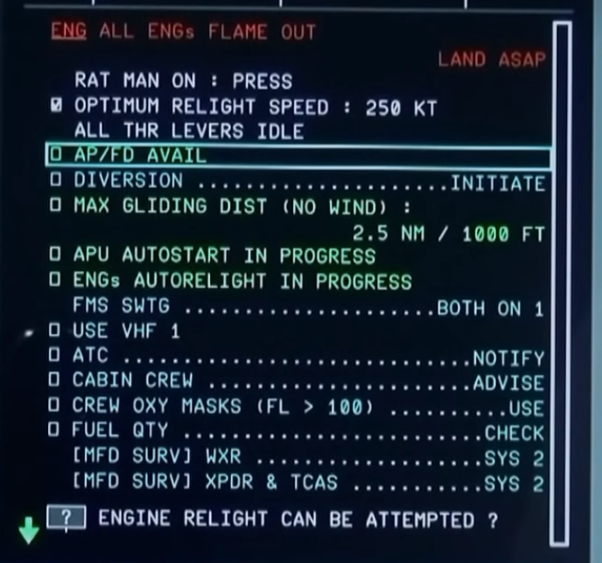 ENG ALL ENGs FLAME OUT
LAND ASAP
RAT MAN ON : PRESS
OPTIMUM RELIGHT SPEED : 250 KT
ALL THR LEVERS IDLE
AP/FD AVAIL
DIVERSION ......................INITIATE
MAX GLIDING DIST (NO WIND) :
2.5 NM / 1000 FT
APU AUTOSTART IN PROGRESS
ENGs AUTORELIGHT IN PROGRESS
FMS SWTG ......................BOTH ON 1
USE VHF 1
ATC ..............................NOTIFY
CABIN CREW .......................ADVISE
CREW OXY MASKS (FL > 100) ..........USE
FUEL QTY ..........................CHECK
[MFD SURV] WXR ....................SYS 2
[MFD SURV] XPDR & TCAS ...........SYS 2
? ENGINE RELIGHT CAN BE ATTEMPTED ?